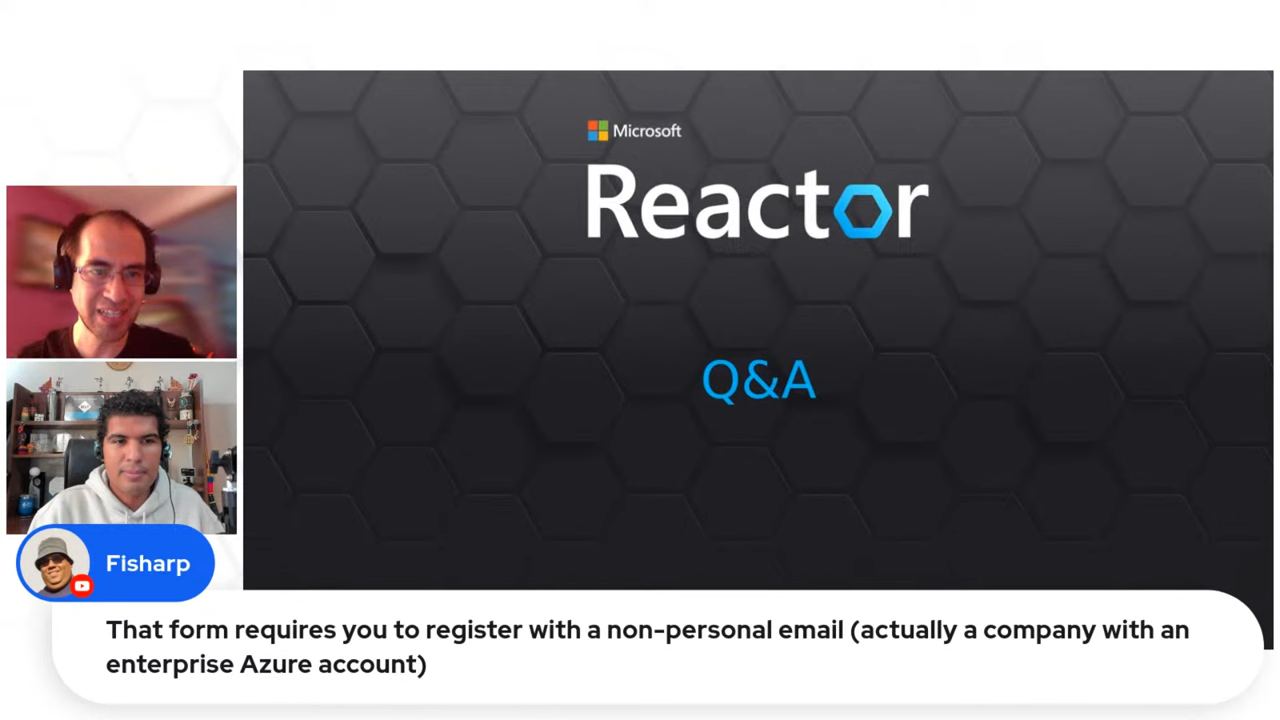 Microsoft
Reactor
Q&A
Fisharp
That form requires you to register with a non-personal email (actually a company with an
enterprise Azure account)